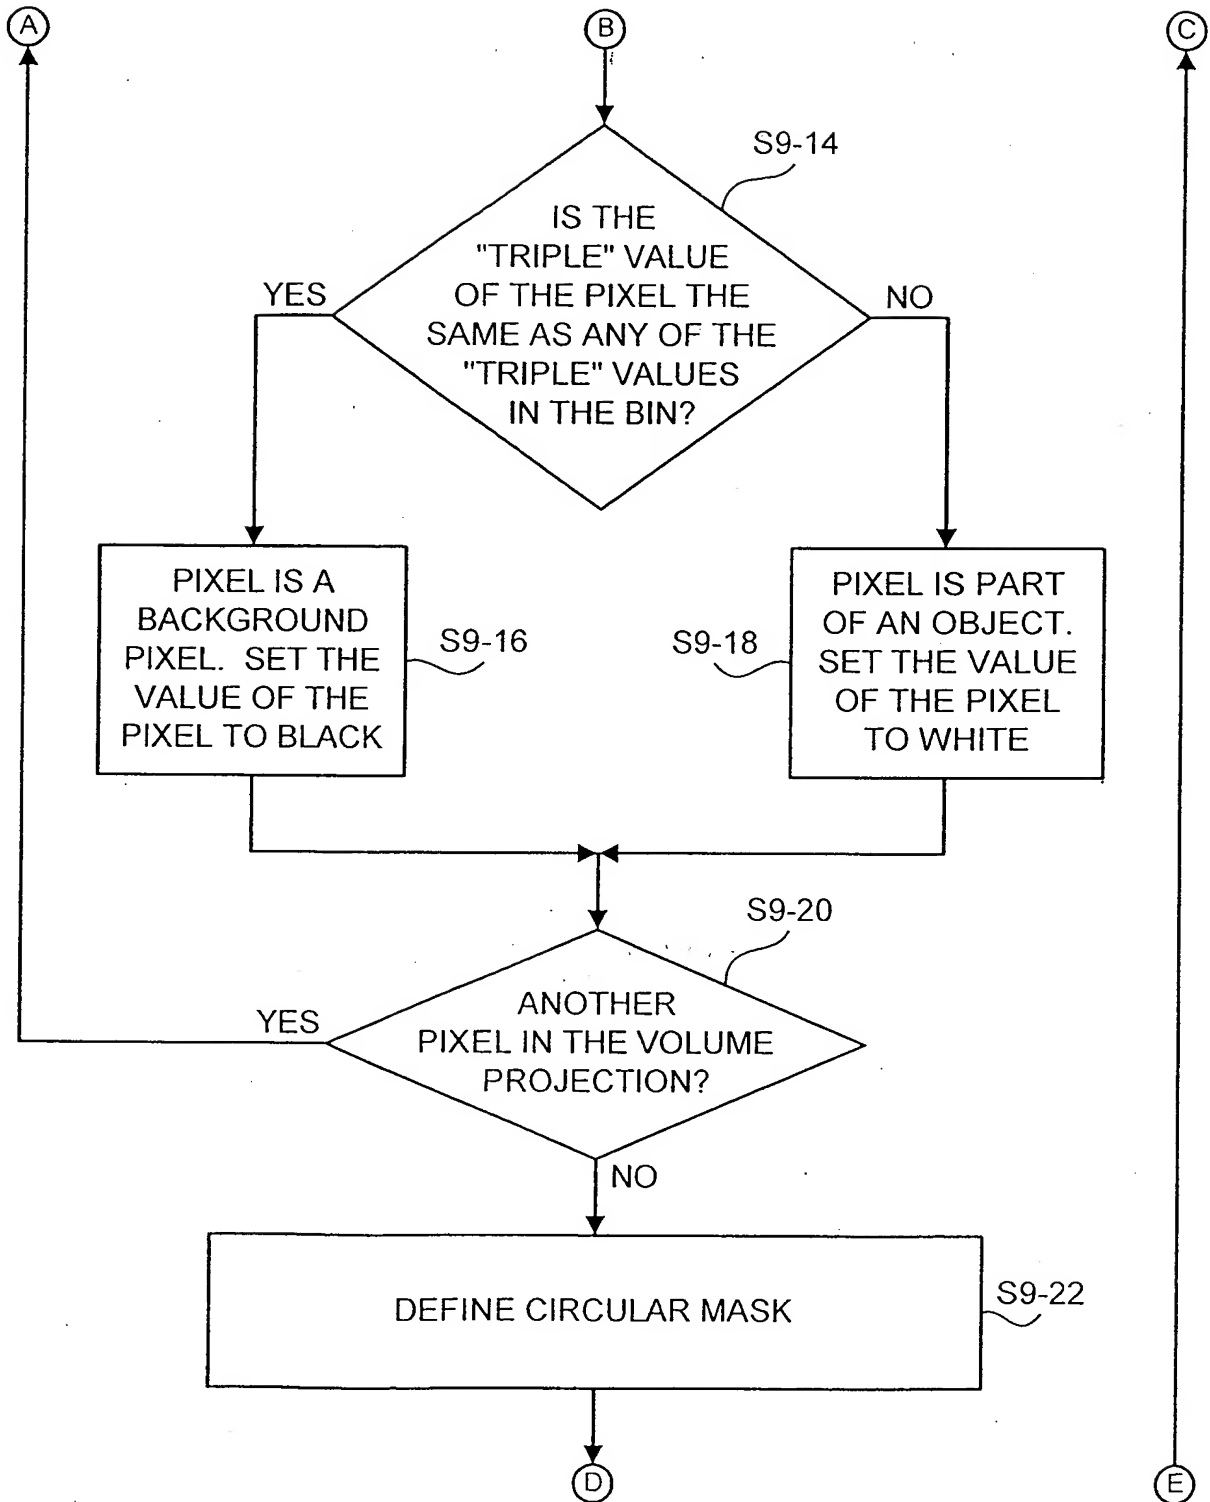 A
B
C
S9-14
IS THE
"TRIPLE" VALUE
OF THE PIXEL THE
SAME AS ANY OF THE
"TRIPLE" VALUES
IN THE BIN?
YES
NO
PIXEL IS A
BACKGROUND
PIXEL. SET THE
VALUE OF THE
PIXEL TO BLACK
S9-16
S9-18
PIXEL IS PART
OF AN OBJECT.
SET THE VALUE
OF THE PIXEL
TO WHITE
S9-20
YES
ANOTHER
PIXEL IN THE VOLUME
PROJECTION?
NO
DEFINE CIRCULAR MASK
S9-22
D
E